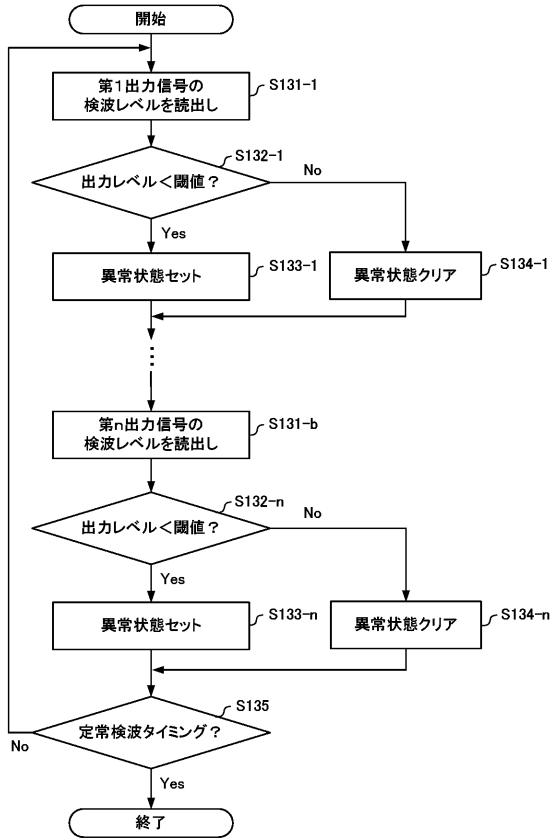 開始
第1出力信号の
検波レベルを読出し
S131-1
S132-1
出力レベル<閾値?
No
Yes
異常状態セット
S133-1
異常状態クリア
S134-1
第n出力信号の
検波レベルを読出し
S131-b
S132-n
出力レベル<閾値?
No
Yes
異常状態セット
S133-n
異常状態クリア
S134-n
S135
定常検波タイミング?
No
Yes
終了